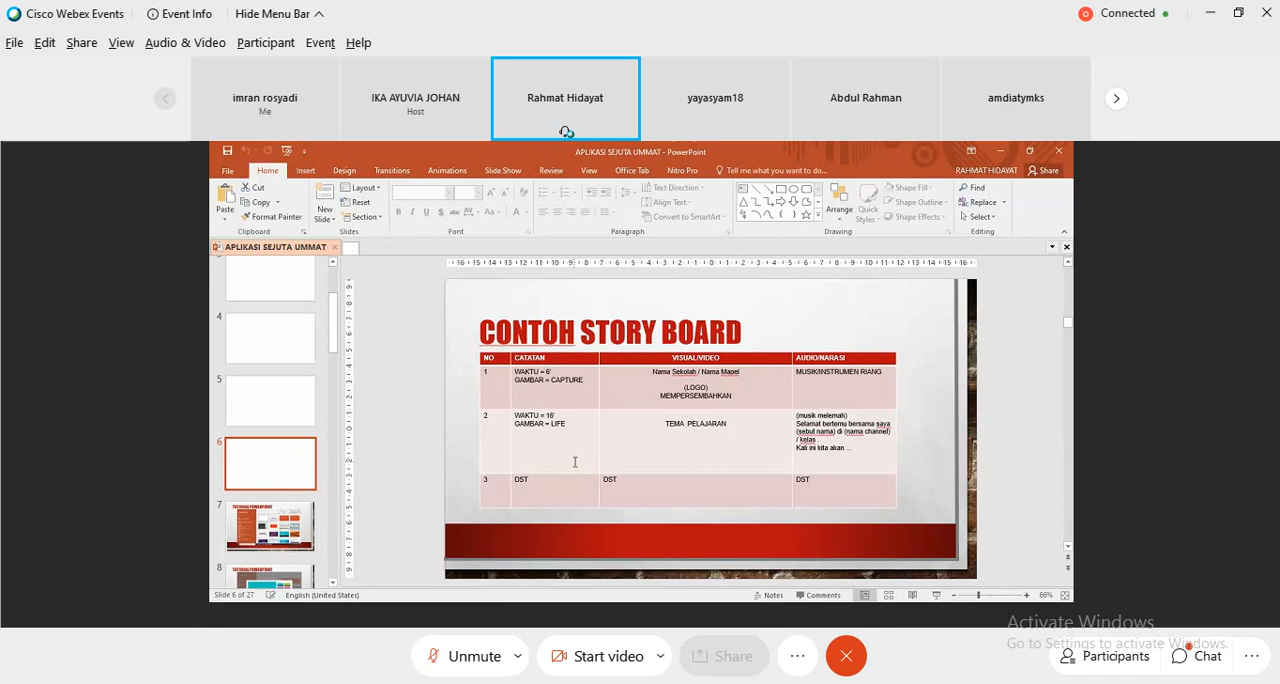 Cisco Webex Events
Event Info
Hide Menu Bar
Connected
File Edit Share View Audio & Video Participant Event Help
imran rosyadi
Me
IKA AYUVIA JOHAN
Host
Rahmat Hidayat
yayasyam18
Abdul Rahman
amdiatymks
APLIKASI SEJUTA UMMAT - PowerPoint
File Home Insert Design Transitions Animations Slide Show Review View Office Tab Nitro Pro Tell me what you want to do... RAHMAT HIDAYAT Share
Paste
Cut
Copy
Format Painter
Clipboard
New Slide
Layout
Reset
Section
Slides
Font
Text Direction
Align Text
Convert to SmartArt
Paragraph
Arrange
Quick Styles
Shape Fill
Shape Outline
Shape Effects
Drawing
Find
Replace
Select
Editing
APLIKASI SEJUTA UMMAT
4
5
6
7
TUTORIAL POWERPOINT
8
TUTORIAL POWERPOINT
CONTOH STORY BOARD
NO CATATAN VISUAL/VIDEO AUDIO/NARASI
1
WAKTU = 6'
GAMBAR = CAPTURE
Nama Sekolah / Nama Mapel
(LOGO)
MEMPERSEMBAHKAN
MUSIK/INSTRUMEN RIANG
2
WAKTU = 16'
GAMBAR = LIFE
TEMA PELAJARAN
(musik melemah)
Selamat bertemu bersama saya
(sebut nama) di (nama channel)
/ kelas .
Kali ini kita akan ...
3 DST DST DST
Slide 6 of 27 English (United States) Notes Comments 66%
Activate Windows
Go to Settings to activate Windows.
Unmute
Start video
Share
Participants
Chat